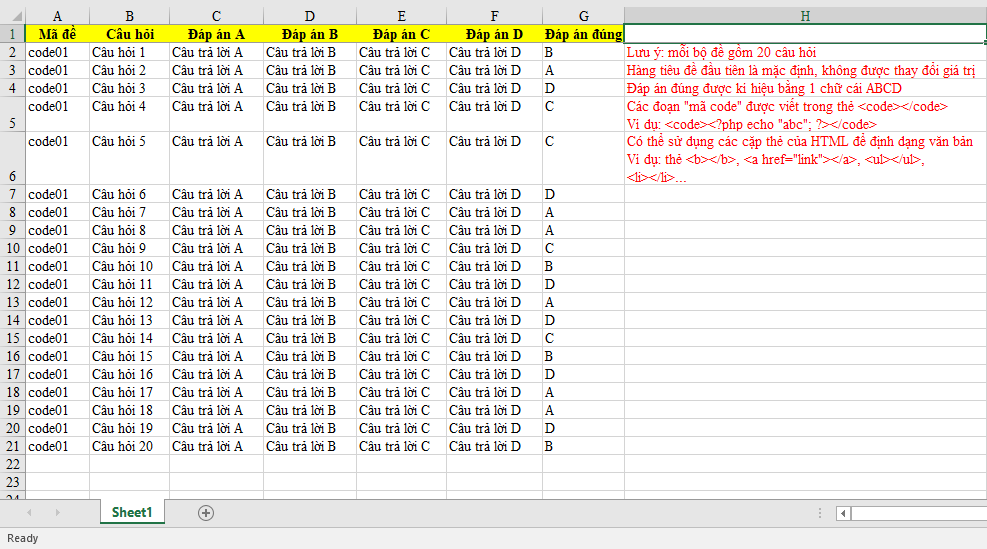 A B C D E F G H
1 Mã đề Câu hỏi Đáp án A Đáp án B Đáp án C Đáp án D Đáp án đúng
2 code01 Câu hỏi 1 Câu trả lời A Câu trả lời B Câu trả lời C Câu trả lời D B Lưu ý: mỗi bộ đề gồm 20 câu hỏi
3 code01 Câu hỏi 2 Câu trả lời A Câu trả lời B Câu trả lời C Câu trả lời D A Hàng tiêu đề đầu tiên là mặc định, không được thay đổi giá trị
4 code01 Câu hỏi 3 Câu trả lời A Câu trả lời B Câu trả lời C Câu trả lời D D Đáp án đúng được kí hiệu bằng 1 chữ cái ABCD
code01 Câu hỏi 4 Câu trả lời A Câu trả lời B Câu trả lời C Câu trả lời D C Các đoạn "mã code" được viết trong thẻ <code></code>
5 Ví dụ: <code><?php echo "abc"; ?></code>
code01 Câu hỏi 5 Câu trả lời A Câu trả lời B Câu trả lời C Câu trả lời D C Có thể sử dụng các cặp thẻ của HTML để định dạng văn bản
Ví dụ: thẻ <b></b>, <a href="link"></a>, <ul></ul>,
6 <li></li>...
7 code01 Câu hỏi 6 Câu trả lời A Câu trả lời B Câu trả lời C Câu trả lời D D
8 code01 Câu hỏi 7 Câu trả lời A Câu trả lời B Câu trả lời C Câu trả lời D A
9 code01 Câu hỏi 8 Câu trả lời A Câu trả lời B Câu trả lời C Câu trả lời D A
10 code01 Câu hỏi 9 Câu trả lời A Câu trả lời B Câu trả lời C Câu trả lời D C
11 code01 Câu hỏi 10 Câu trả lời A Câu trả lời B Câu trả lời C Câu trả lời D B
12 code01 Câu hỏi 11 Câu trả lời A Câu trả lời B Câu trả lời C Câu trả lời D D
13 code01 Câu hỏi 12 Câu trả lời A Câu trả lời B Câu trả lời C Câu trả lời D A
14 code01 Câu hỏi 13 Câu trả lời A Câu trả lời B Câu trả lời C Câu trả lời D D
15 code01 Câu hỏi 14 Câu trả lời A Câu trả lời B Câu trả lời C Câu trả lời D C
16 code01 Câu hỏi 15 Câu trả lời A Câu trả lời B Câu trả lời C Câu trả lời D B
17 code01 Câu hỏi 16 Câu trả lời A Câu trả lời B Câu trả lời C Câu trả lời D D
18 code01 Câu hỏi 17 Câu trả lời A Câu trả lời B Câu trả lời C Câu trả lời D A
19 code01 Câu hỏi 18 Câu trả lời A Câu trả lời B Câu trả lời C Câu trả lời D A
20 code01 Câu hỏi 19 Câu trả lời A Câu trả lời B Câu trả lời C Câu trả lời D D
21 code01 Câu hỏi 20 Câu trả lời A Câu trả lời B Câu trả lời C Câu trả lời D B
22
23
24
Sheet1
Ready